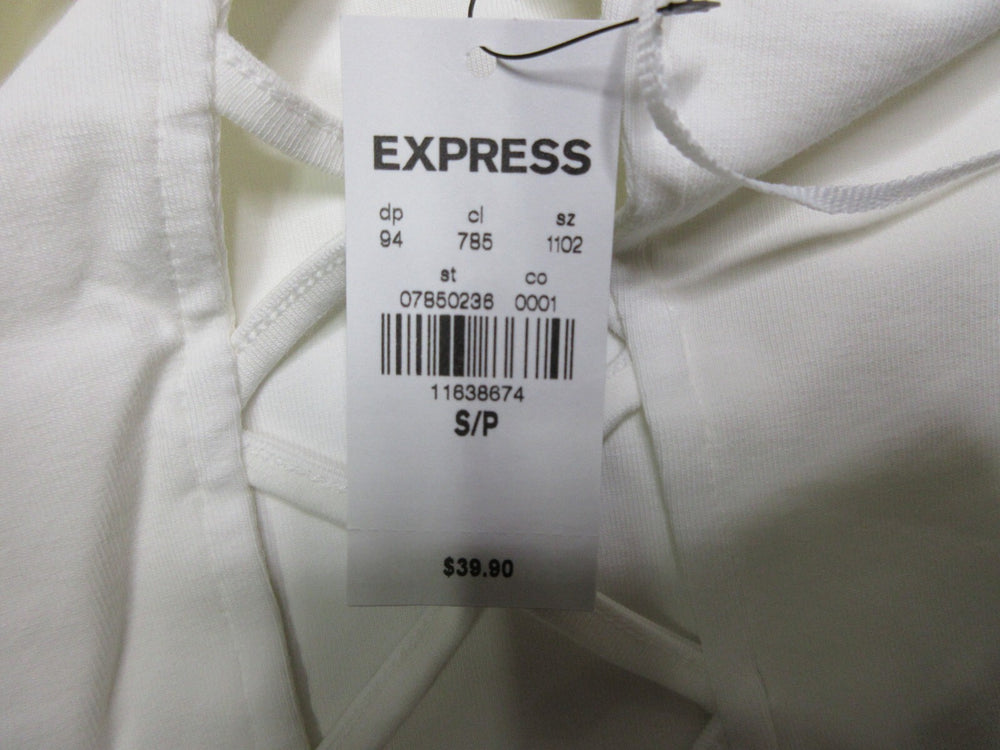 EXPRESS
dp cl sz
94 785 1102
st co
07850236 0001
11638674
S/P
$39.90